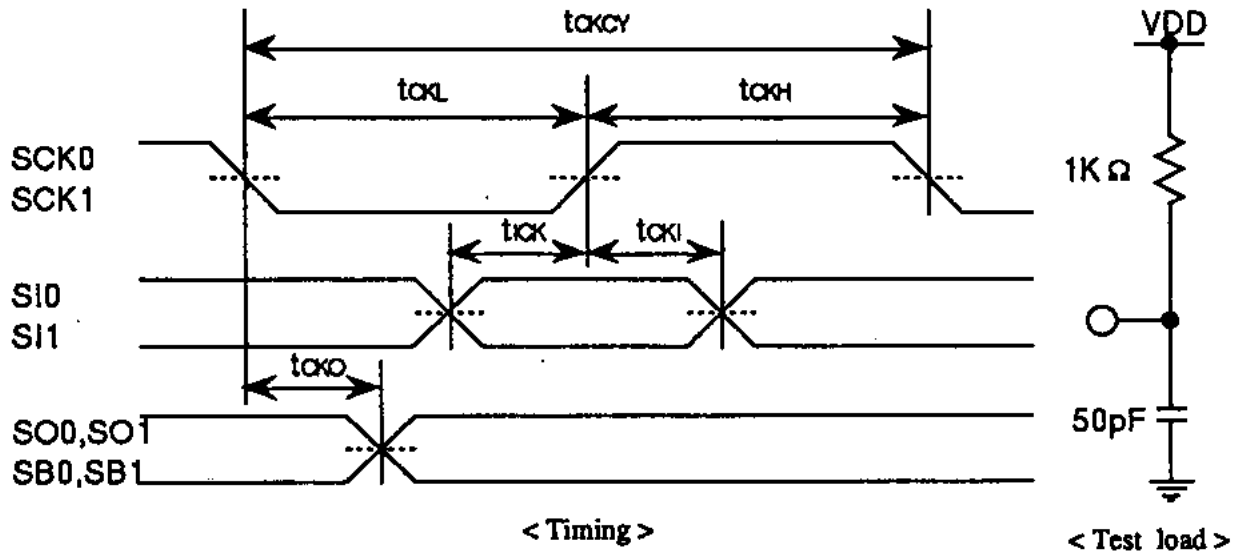 tCKCY
VDD
tCKL
tCKH
SCK0
SCK1
1KΩ
tICK
tCKI
SI0
SI1
tCKO
50pF
SO0,SO1
SB0,SB1
< Timing >
< Test load >